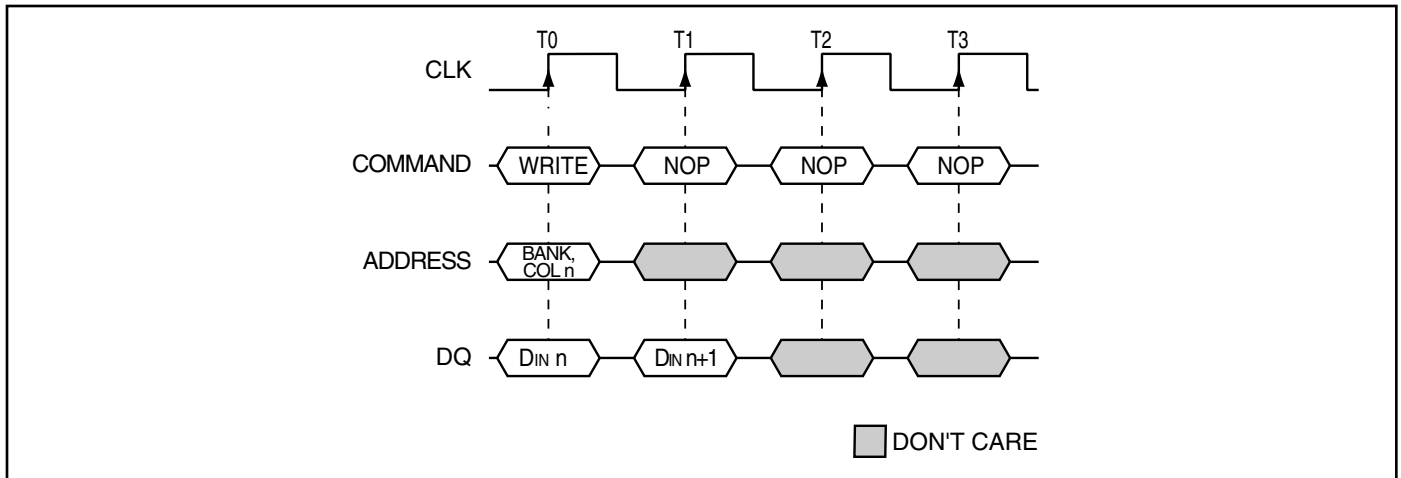 T0 T1 T2 T3
CLK
COMMAND WRITE NOP NOP NOP
ADDRESS BANK,
COL n
DQ DIN n DIN n+1
DON'T CARE